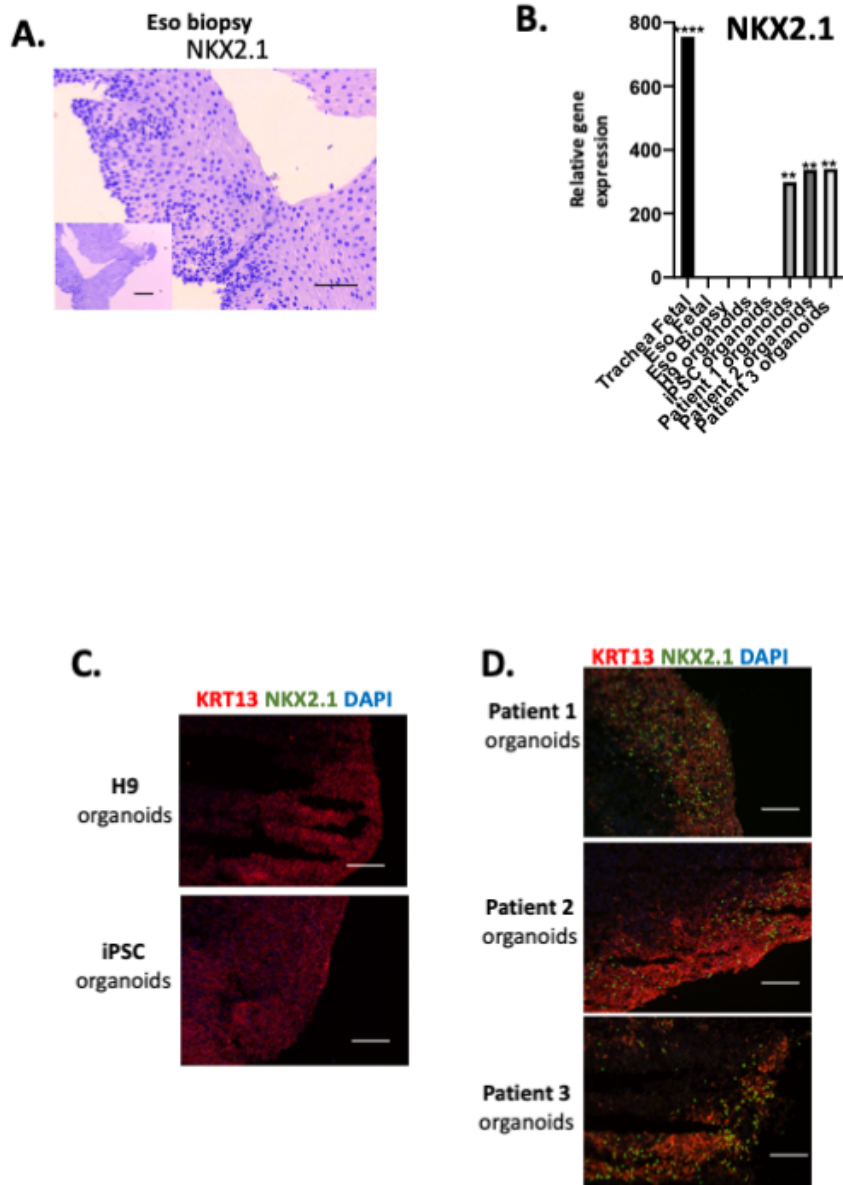 A.
Eso biopsy
NKX2.1
B.
NKX2.1
Relative gene
expression
800
600
400
200
0
****
**
**
**
Trachea Fetal
Eso Fetal
Eso Biopsy
H9 organoids
iPSC organoids
Patient 1 organoids
Patient 2 organoids
Patient 3 organoids
C.
KRT13 NKX2.1 DAPI
H9
organoids
iPSC
organoids
D.
KRT13 NKX2.1 DAPI
Patient 1
organoids
Patient 2
organoids
Patient 3
organoids